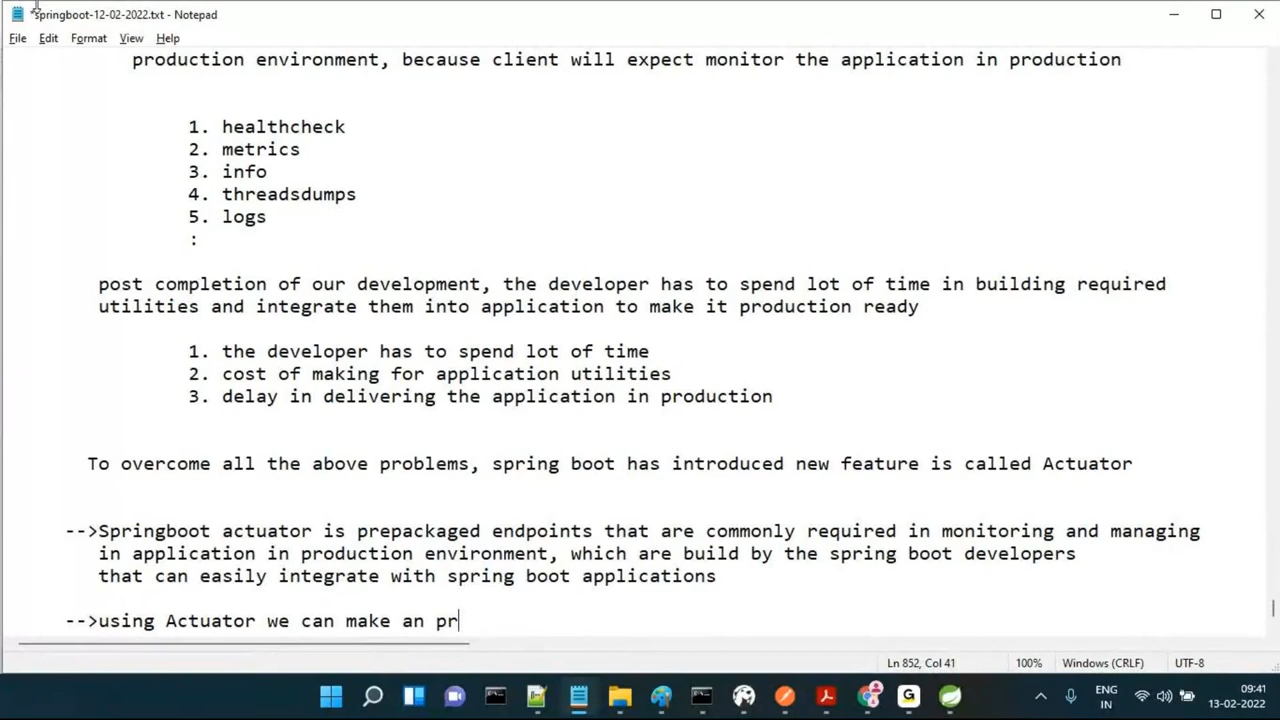 *springboot-12-02-2022.txt - Notepad
File Edit Format View Help
production environment, because client will expect monitor the application in production
1. healthcheck
2. metrics
3. info
4. threadsdumps
5. logs
:
post completion of our development, the developer has to spend lot of time in building required
utilities and integrate them into application to make it production ready
1. the developer has to spend lot of time
2. cost of making for application utilities
3. delay in delivering the application in production
To overcome all the above problems, spring boot has introduced new feature is called Actuator
-->Springboot actuator is prepackaged endpoints that are commonly required in monitoring and managing
in application in production environment, which are build by the spring boot developers
that can easily integrate with spring boot applications
-->using Actuator we can make an pr
Ln 852, Col 41 100% Windows (CRLF) UTF-8
ENG
IN
09:41
13-02-2022